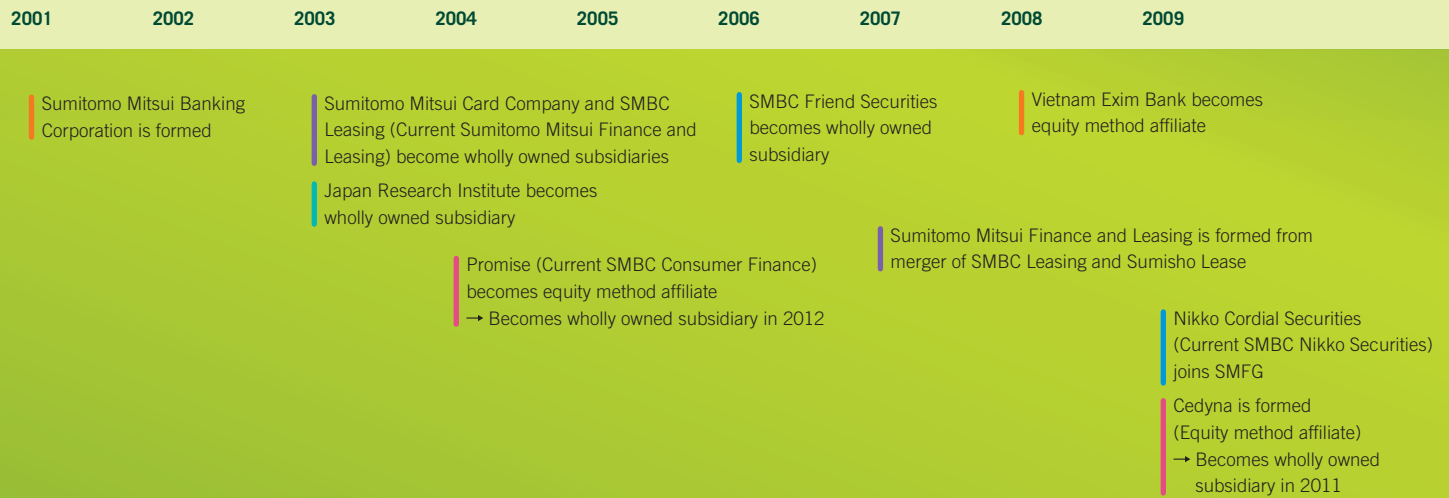 2001 2002 2003 2004 2005 2006 2007 2008 2009
Sumitomo Mitsui Banking
Corporation is formed
Sumitomo Mitsui Card Company and SMBC
Leasing (Current Sumitomo Mitsui Finance and
Leasing) become wholly owned subsidiaries
Japan Research Institute becomes
wholly owned subsidiary
Promise (Current SMBC Consumer Finance)
becomes equity method affiliate
→ Becomes wholly owned subsidiary in 2012
SMBC Friend Securities
becomes wholly owned
subsidiary
Sumitomo Mitsui Finance and Leasing is formed from
merger of SMBC Leasing and Sumisho Lease
Vietnam Exim Bank becomes
equity method affiliate
Nikko Cordial Securities
(Current SMBC Nikko Securities)
joins SMFG
Cedyna is formed
(Equity method affiliate)
→ Becomes wholly owned
subsidiary in 2011